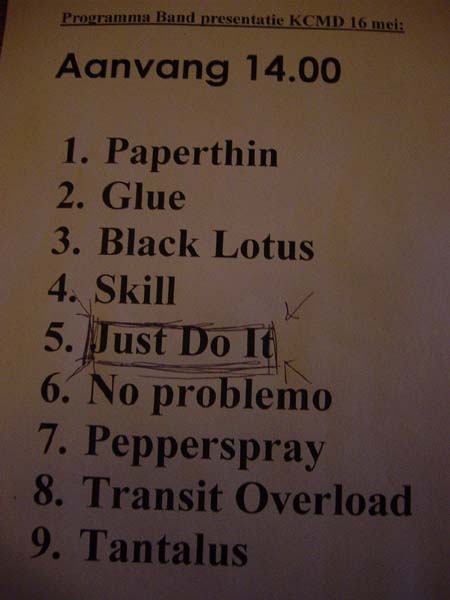 Programma Band presentatie KCMD 16 mei:
Aanvang 14.00
1. Paperthin
2. Glue
3. Black Lotus
4. Skill
5. Just Do It
6. No problemo
7. Pepperspray
8. Transit Overload
9. Tantalus